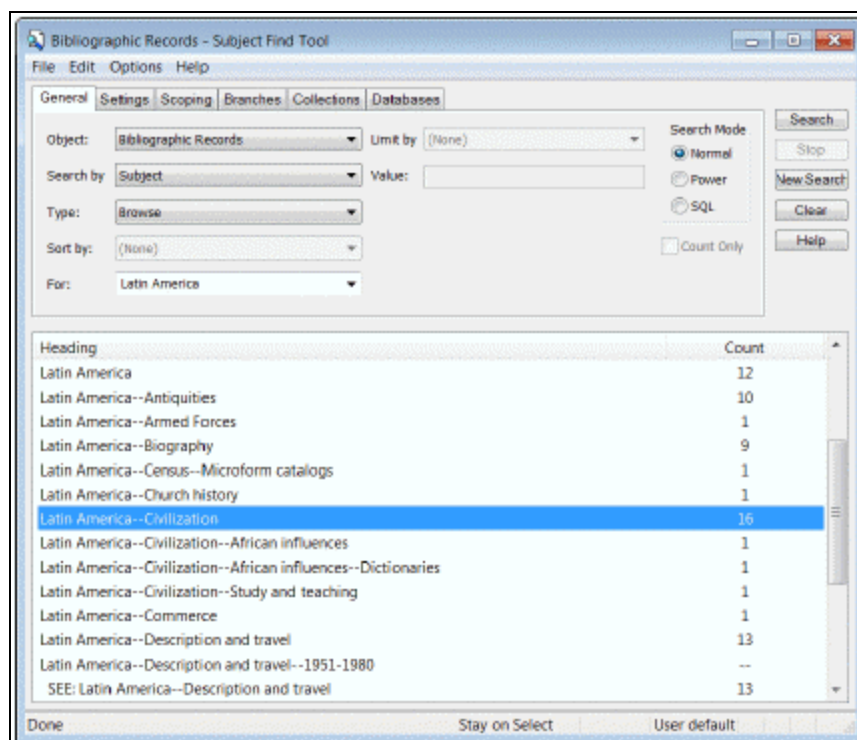 Bibliographic Records - Subject Find Tool
File Edit Options Help
General Settings Scoping Branches Collections Databases
Object: Bibliographic Records Limit by (None) Search Mode Search
Search by Subject Value: Normal Stop
Type: Browse Power New Search
SQL Clear
Sort by: (None) Count Only Help
For: Latin America
Heading Count
Latin America 12
Latin America--Antiquities 10
Latin America--Armed Forces 1
Latin America--Biography 9
Latin America--Census--Microform catalogs 1
Latin America--Church history 1
Latin America--Civilization 16
Latin America--Civilization--African influences 1
Latin America--Civilization--African influences--Dictionaries 1
Latin America--Civilization--Study and teaching 1
Latin America--Commerce 1
Latin America--Description and travel 13
Latin America--Description and travel--1951-1980 --
SEE: Latin America--Description and travel 13
Done Stay on Select User default